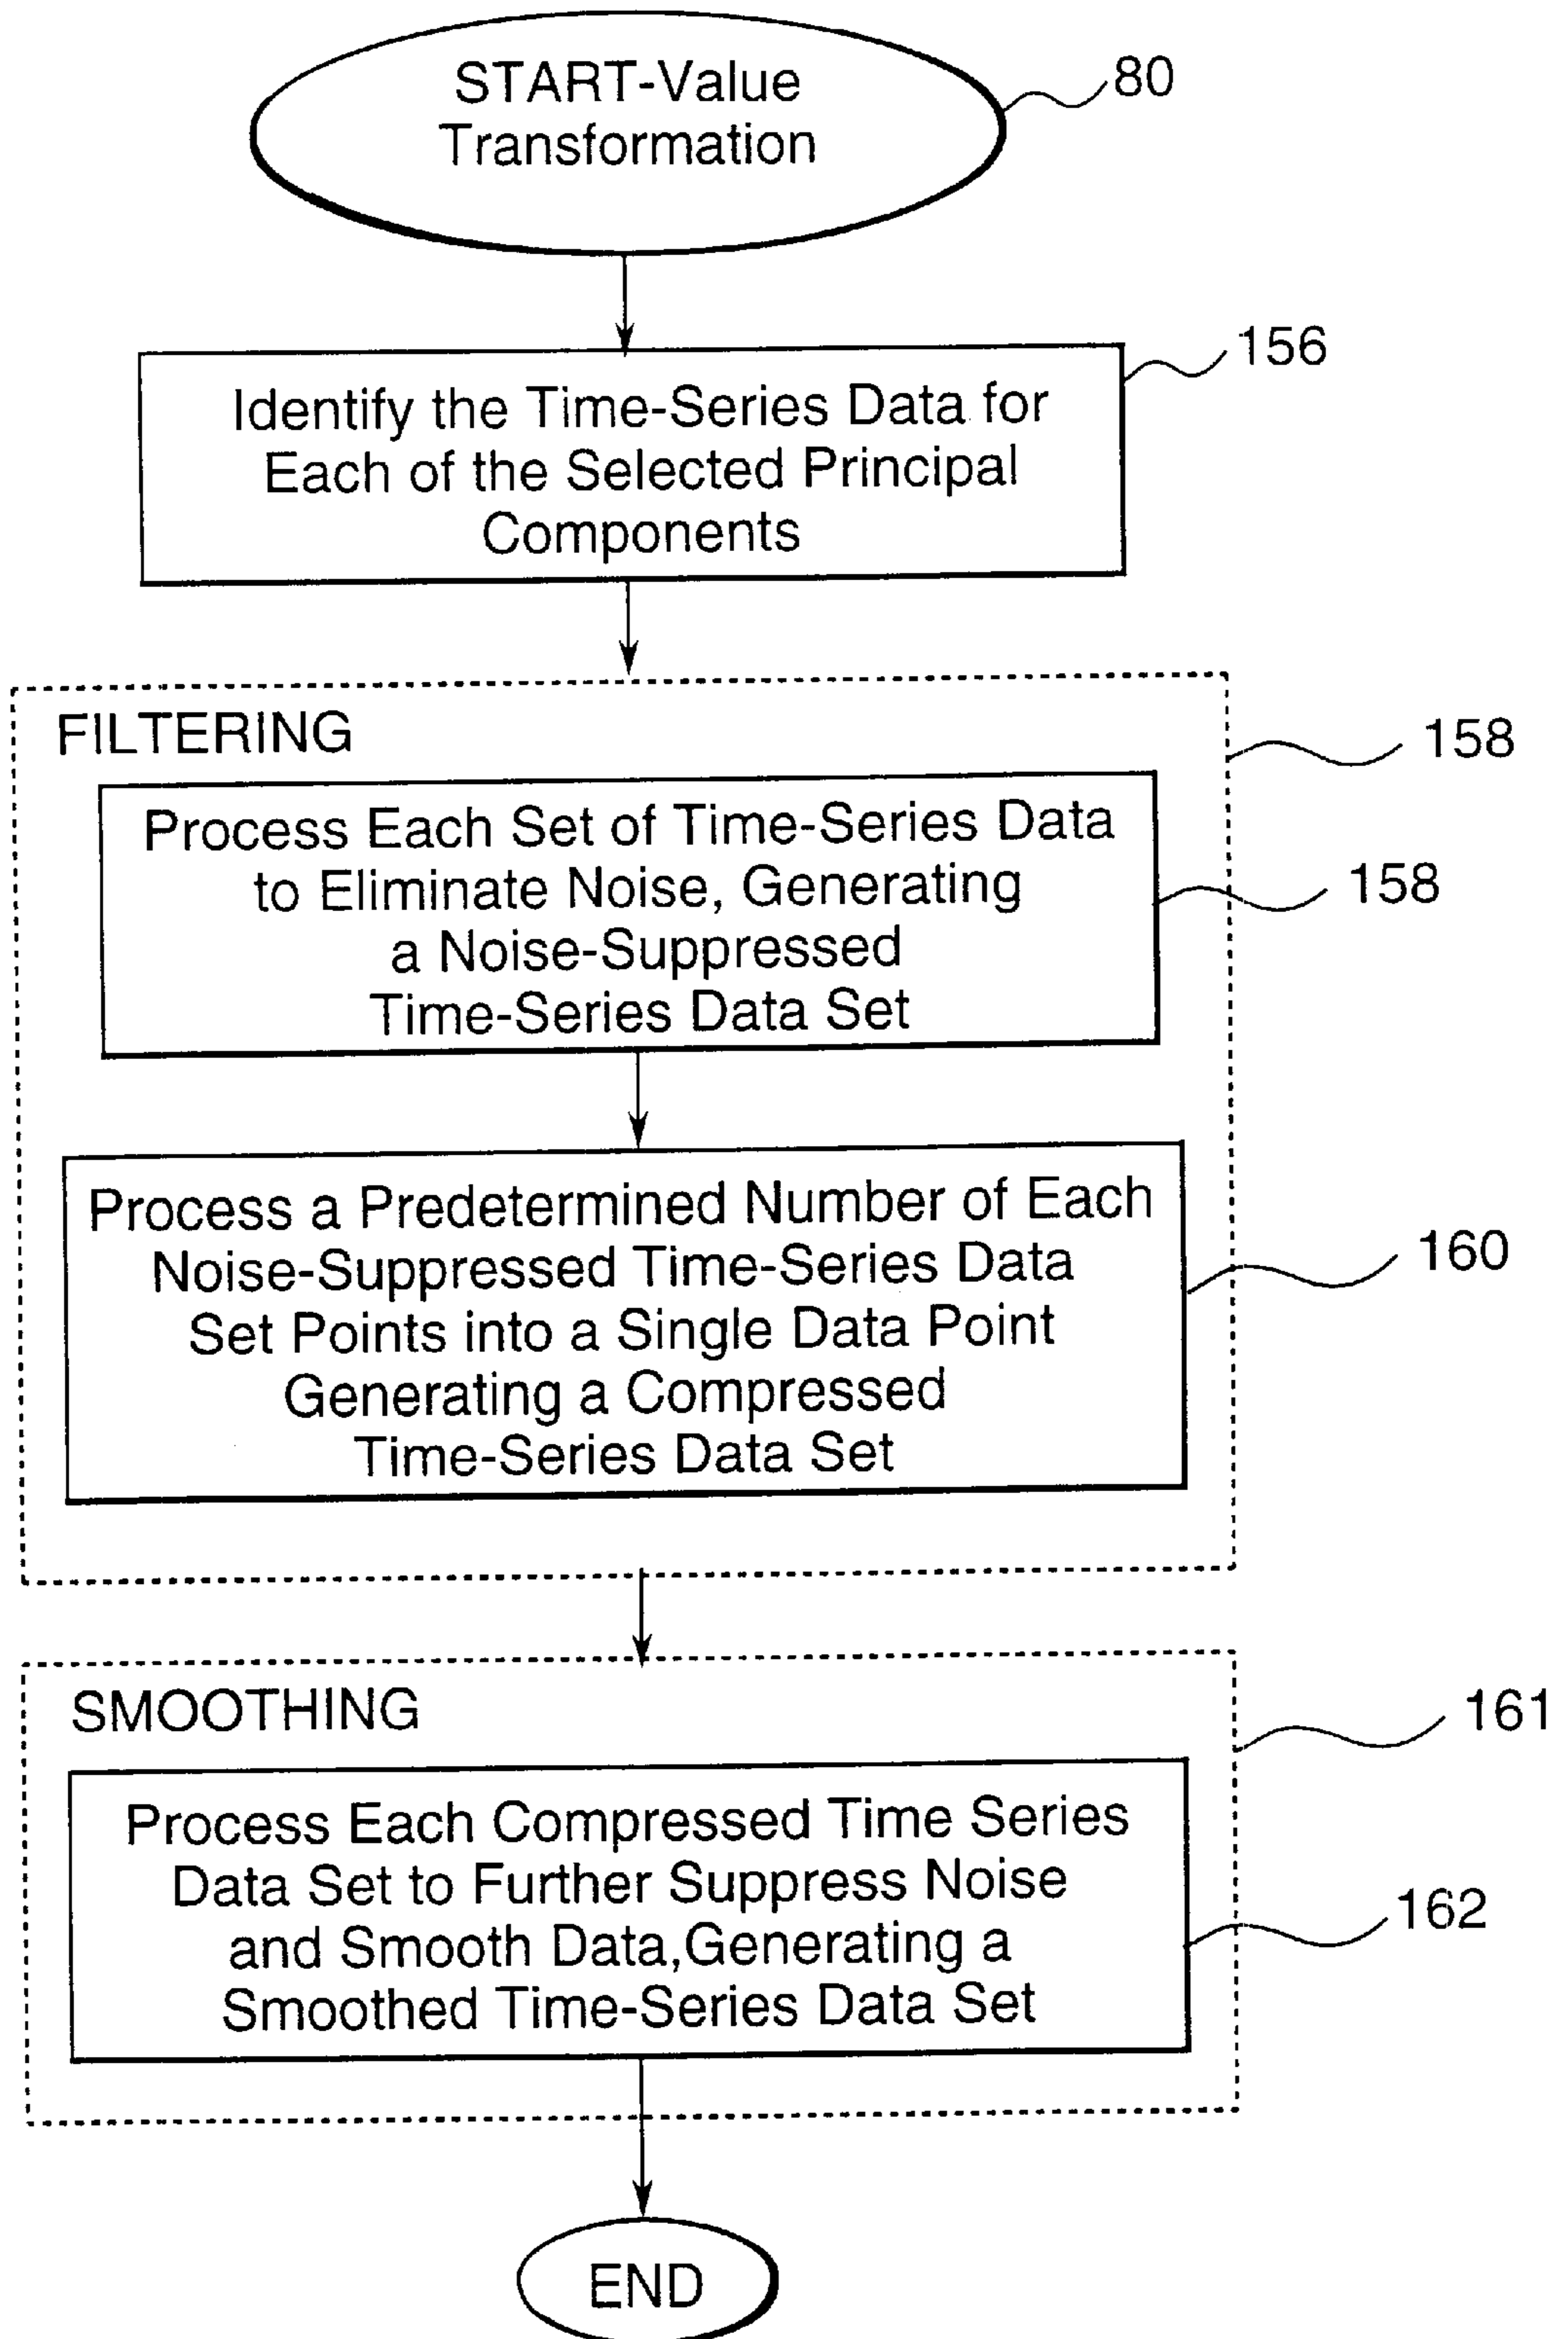 START-Value
Transformation
80
156
Identify the Time-Series Data for
Each of the Selected Principal
Components
FILTERING
158
Process Each Set of Time-Series Data
to Eliminate Noise, Generating
a Noise-Suppressed
Time-Series Data Set
158
Process a Predetermined Number of Each
Noise-Suppressed Time-Series Data
Set Points into a Single Data Point
Generating a Compressed
Time-Series Data Set
160
SMOOTHING
161
Process Each Compressed Time Series
Data Set to Further Suppress Noise
and Smooth Data,Generating a
Smoothed Time-Series Data Set
162
END